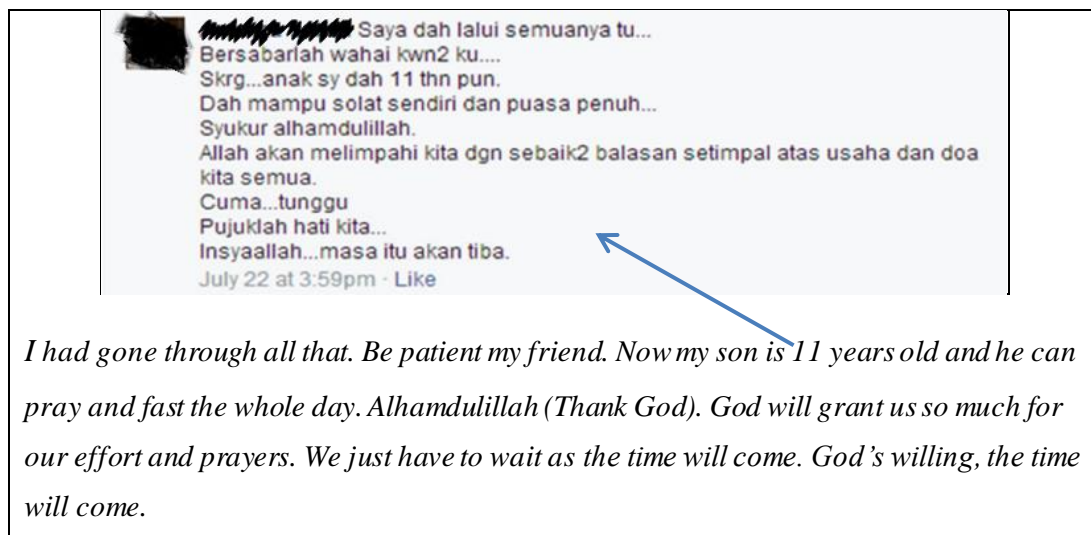 Saya dah lalui semuanya tu...
Bersabarlah wahai kwn2 ku....
Skrg...anak sy dah 11 thn pun.
Dah mampu solat sendiri dan puasa penuh...
Syukur alhamdulillah.
Allah akan melimpahi kita dgn sebaik2 balasan setimpal atas usaha dan doa
kita semua.
Cuma...tunggu
Pujuklah hati kita...
Insyaallah...masa itu akan tiba.
July 22 at 3:59pm · Like
I had gone through all that. Be patient my friend. Now my son is 11 years old and he can
pray and fast the whole day. Alhamdulillah (Thank God). God will grant us so much for
our effort and prayers. We just have to wait as the time will come. God's willing, the time
will come.